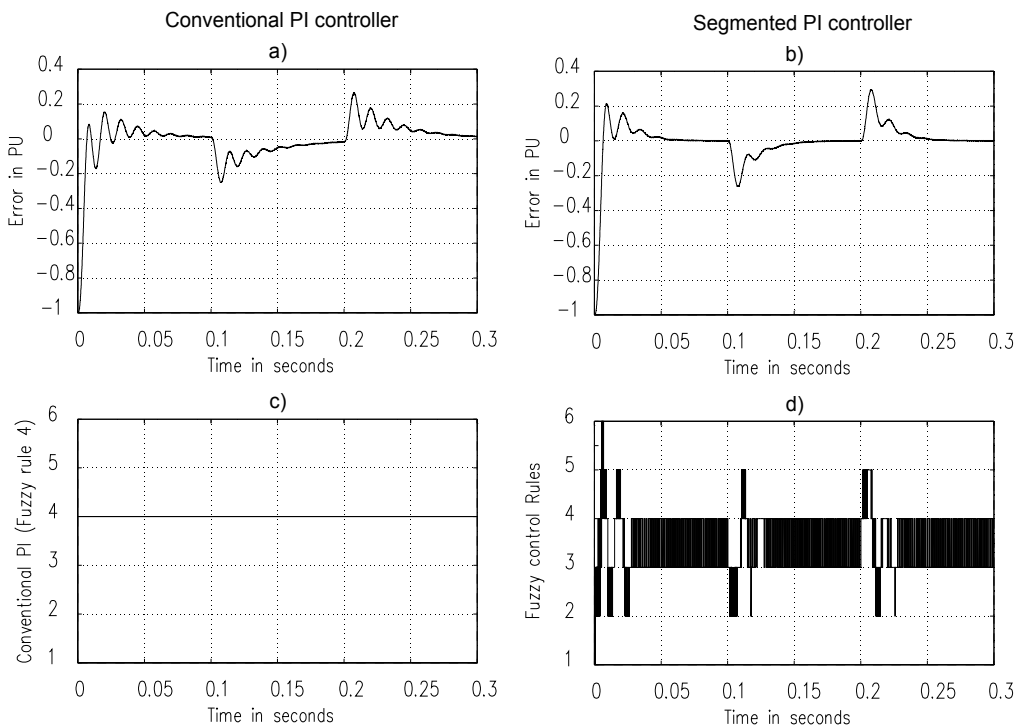 Conventional PI controller
Segmented PI controller
a)
b)
Error in PU
0.4
0.2
0
−0.2
−0.4
−0.6
−0.8
−1
0 0.05 0.1 0.15 0.2 0.25 0.3
Time in seconds
Error in PU
0.4
0.2
0
−0.2
−0.4
−0.6
−0.8
−1
0 0.05 0.1 0.15 0.2 0.25 0.3
Time in seconds
c)
Conventional PI (Fuzzy rule 4)
6
5
4
3
2
1
0 0.05 0.1 0.15 0.2 0.25 0.3
Time in seconds
d)
Fuzzy control Rules
6
5
4
3
2
1
0 0.05 0.1 0.15 0.2 0.25 0.3
Time in seconds